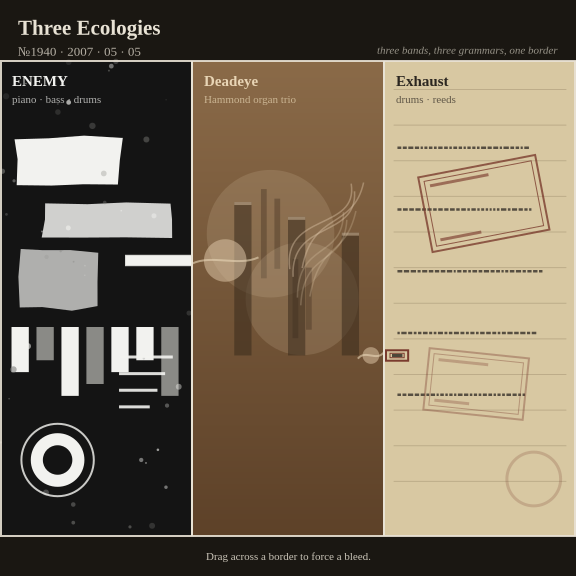 Three Ecologies
№1940 · 2007 · 05 · 05
three bands, three grammars, one border
ENEMY
piano · bass · drums
Deadeye
Hammond organ trio
Exhaust
drums · reeds
Drag across a border to force a bleed.